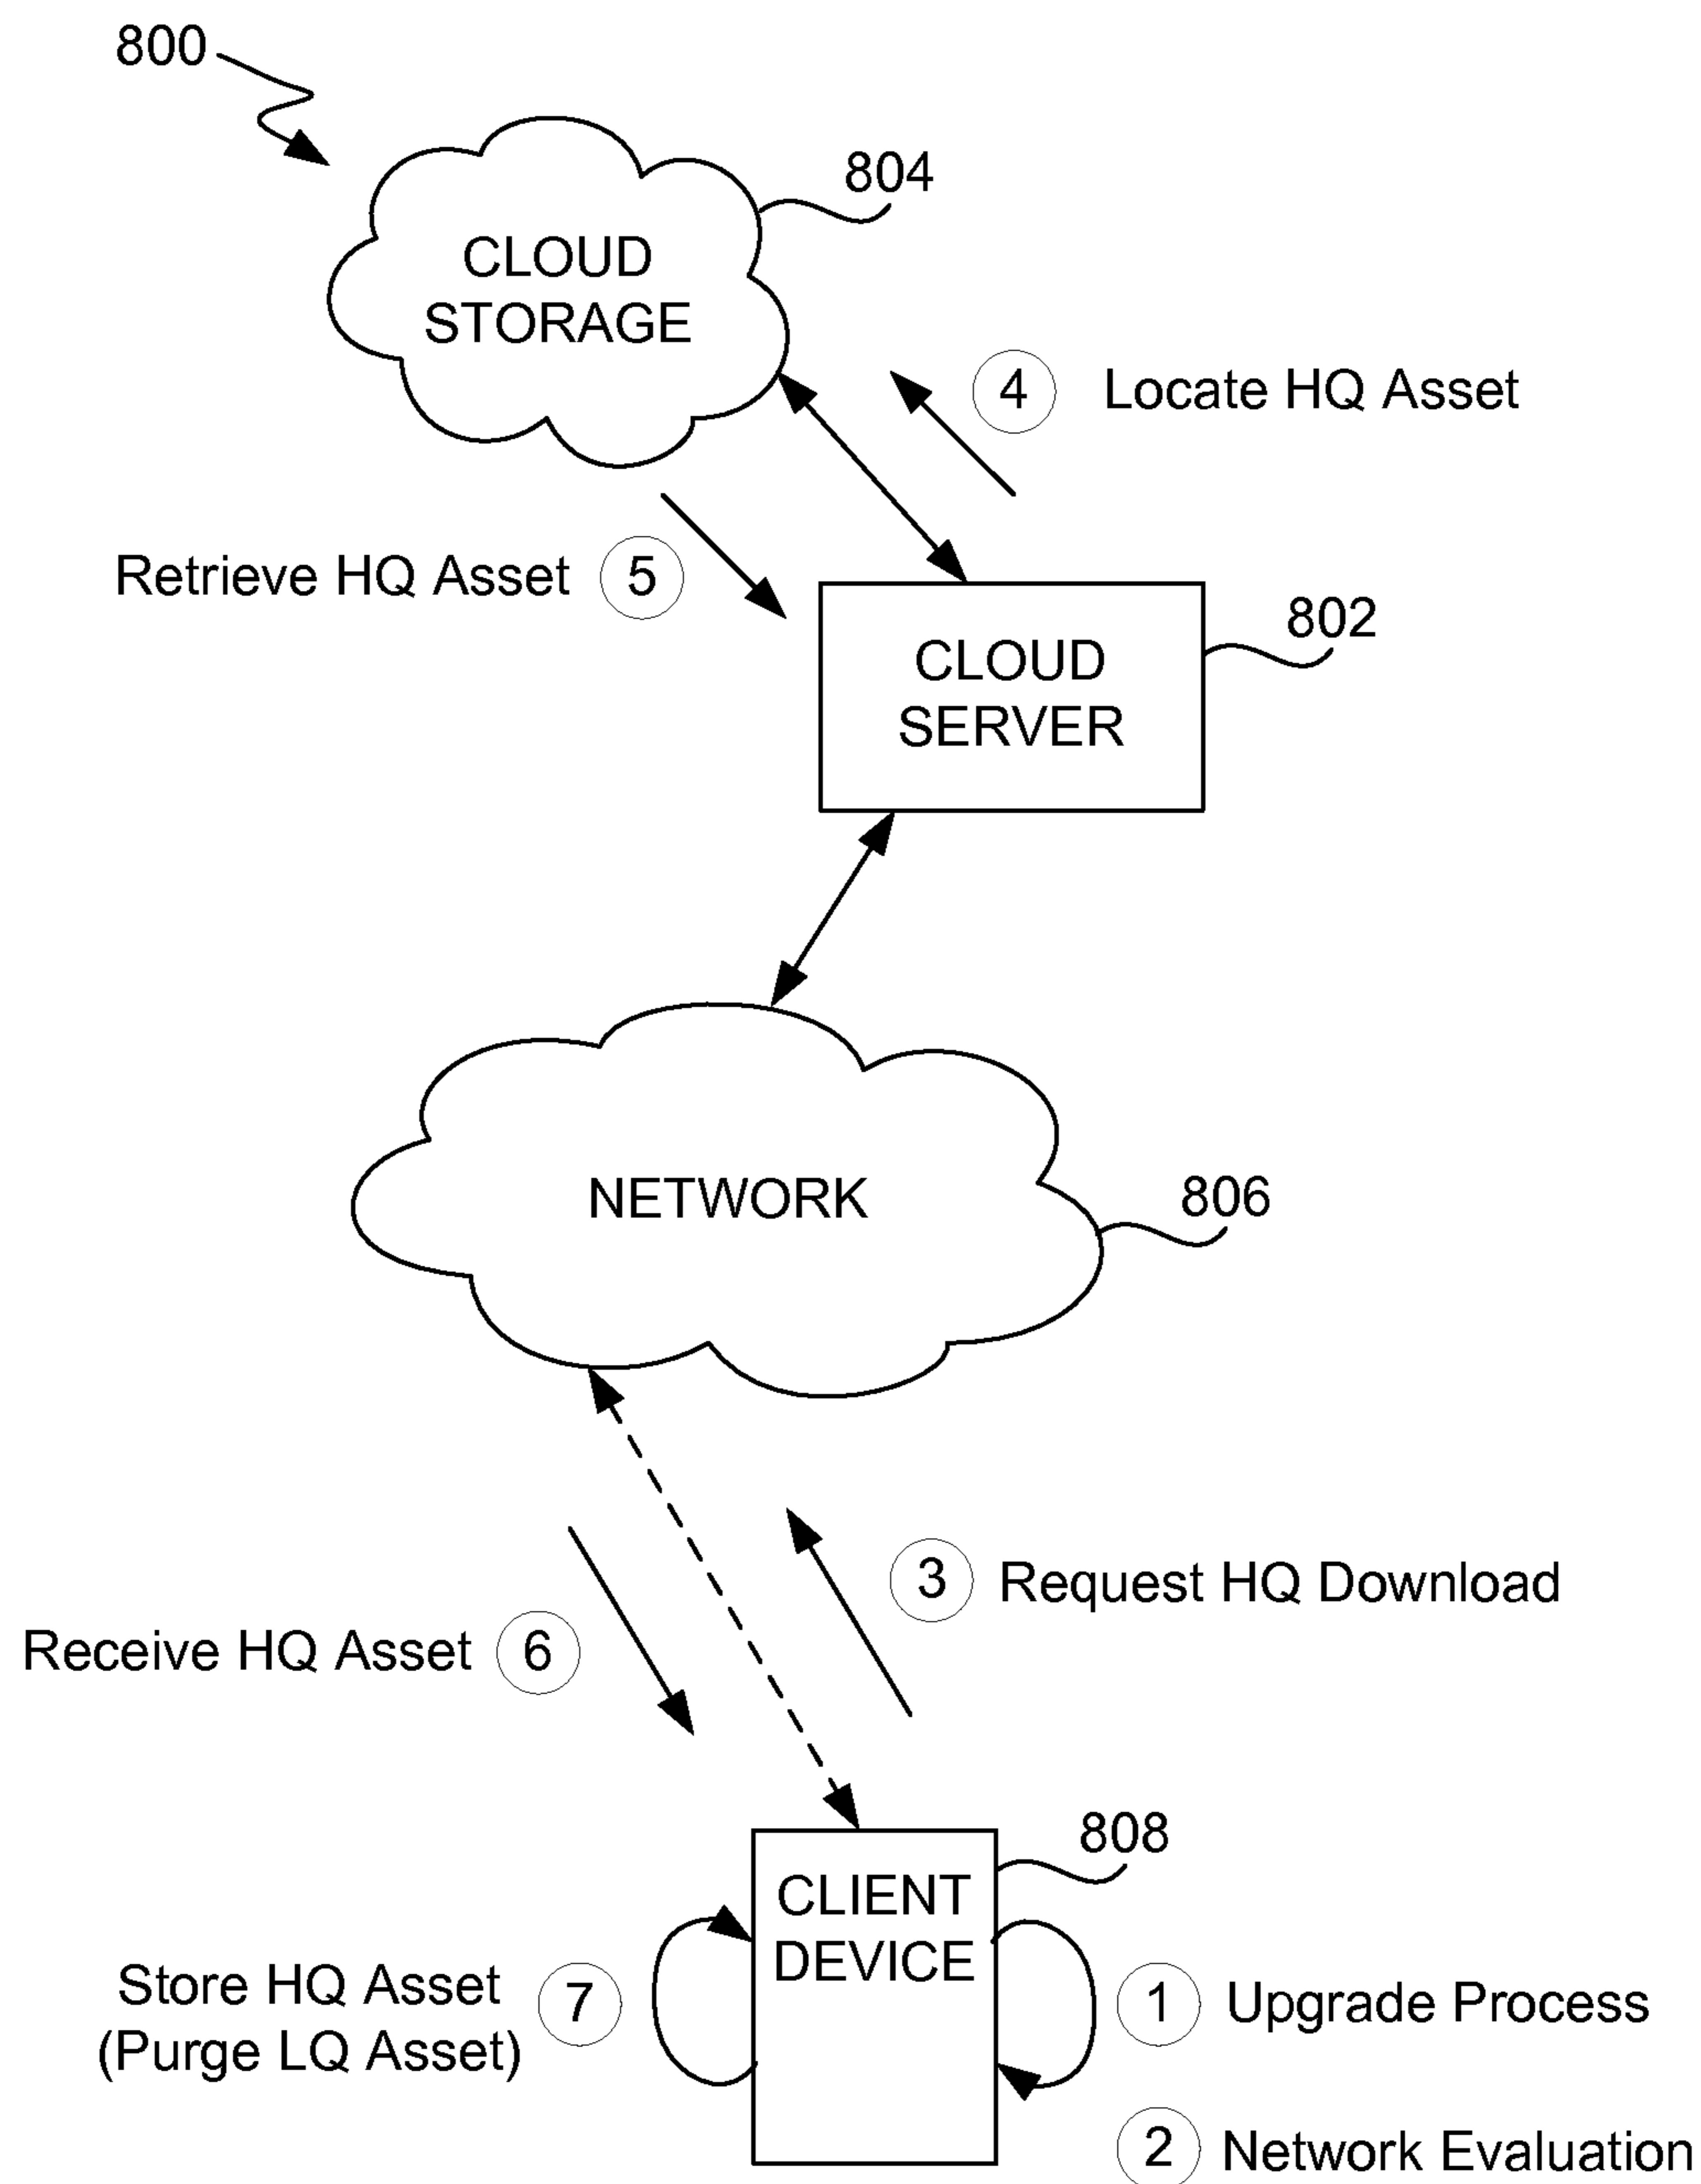 800
804
CLOUD
STORAGE
4 Locate HQ Asset
Retrieve HQ Asset 5
802
CLOUD
SERVER
NETWORK
806
3 Request HQ Download
Receive HQ Asset 6
808
CLIENT
DEVICE
Store HQ Asset
(Purge LQ Asset)
7
1 Upgrade Process
2 Network Evaluation